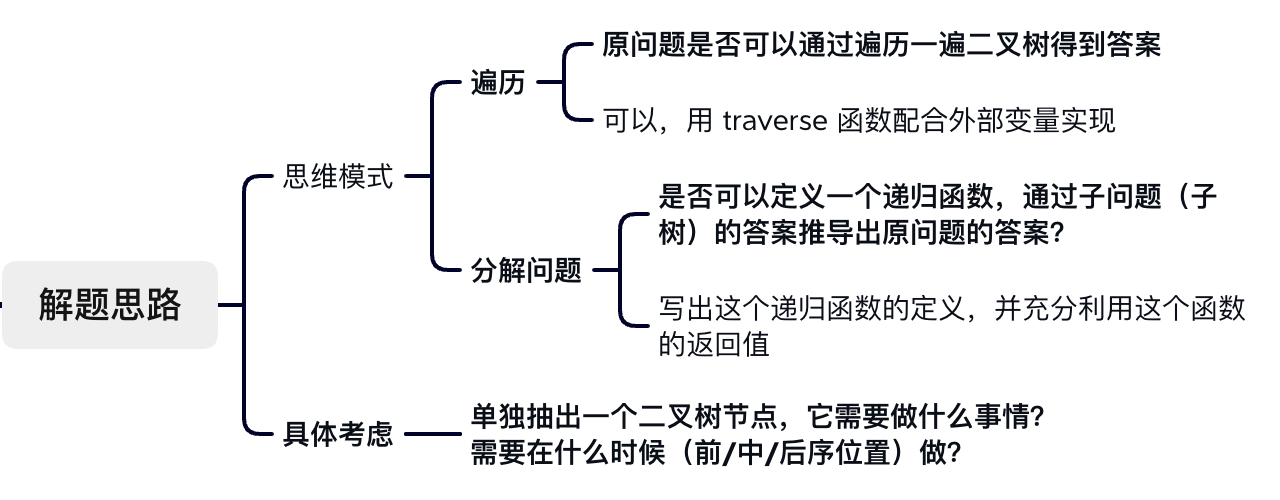 原问题是否可以通过遍历一遍二叉树得到答案
遍历
可以，用 traverse 函数配合外部变量实现
思维模式
是否可以定义一个递归函数，通过子问题（子
树）的答案推导出原问题的答案？
分解问题
解题思路
写出这个递归函数的定义，并充分利用这个函数
的返回值
单独抽出一个二叉树节点，它需要做什么事情？
具体考虑
需要在什么时候（前/中/后序位置）做？